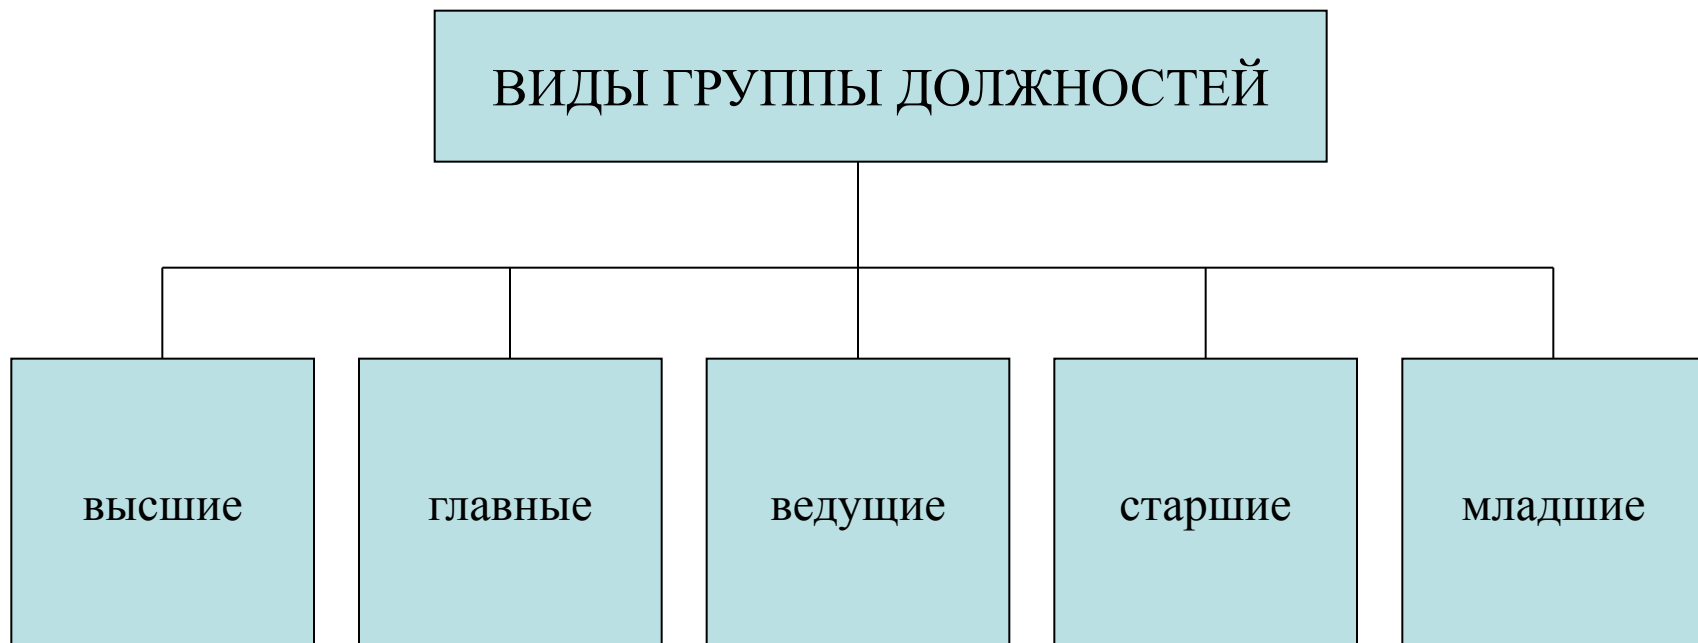 ВИДЫ ГРУППЫ ДОЛЖНОСТЕЙ
высшие
главные
ведущие
старшие
младшие